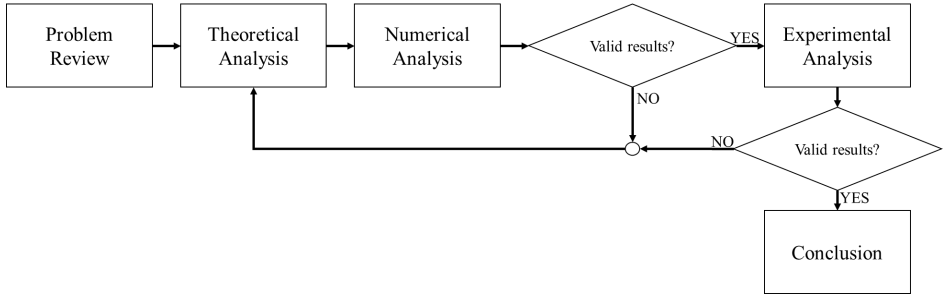 Problem
Review
Theoretical
Analysis
Numerical
Analysis
Valid results?
YES
Experimental
Analysis
NO
NO
Valid results?
YES
Conclusion